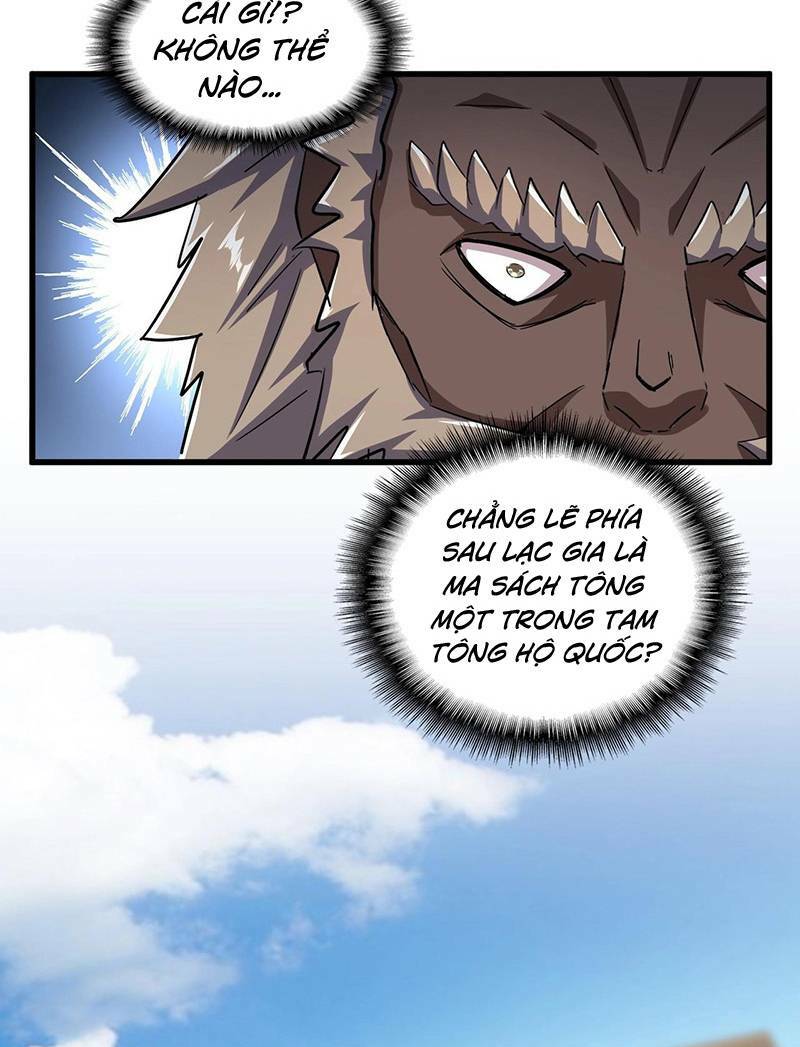 CÁI GÌ!?
KHÔNG THỂ
NÀO...
CHẲNG LẼ PHÍA
SAU LẠC GIA LÀ
MA SÁCH TÔNG
MỘT TRONG TAM
TÔNG HỘ QUỐC?